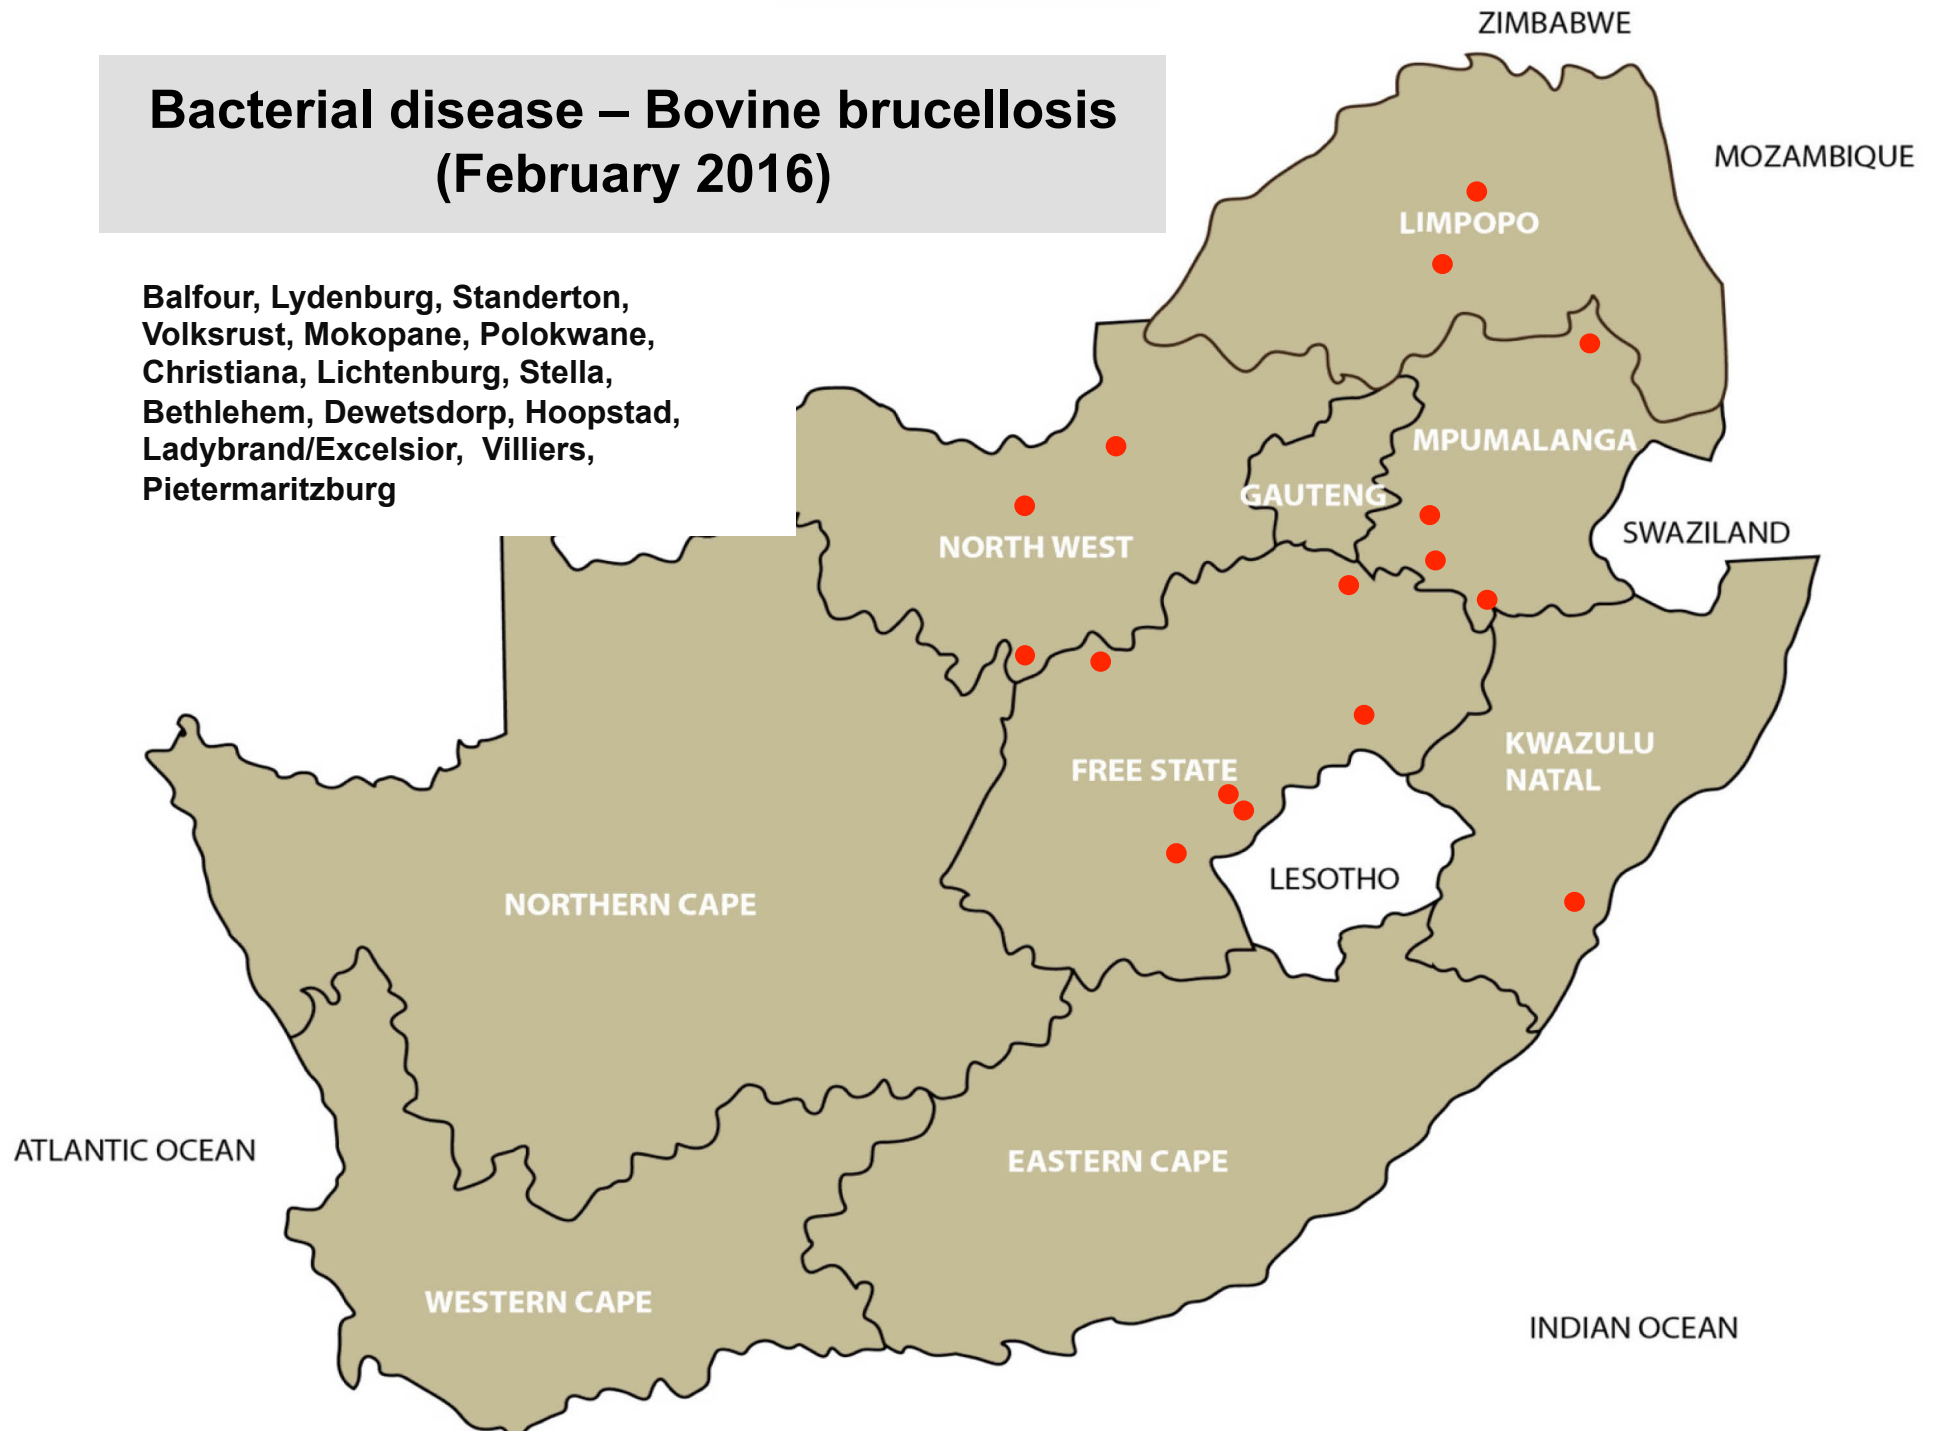 Bacterial disease – Bovine brucellosis
(February 2016)
Balfour, Lydenburg, Standerton,
Volksrust, Mokopane, Polokwane,
Christiana, Lichtenburg, Stella,
Bethlehem, Dewetsdorp, Hoopstad,
Ladybrand/Excelsior,  Villiers,
Pietermaritzburg
ZIMBABWE
MOZAMBIQUE
LIMPOPO
MPUMALANGA
GAUTENG
SWAZILAND
NORTH WEST
KWAZULU
NATAL
FREE STATE
LESOTHO
NORTHERN CAPE
ATLANTIC OCEAN
EASTERN CAPE
WESTERN CAPE
INDIAN OCEAN